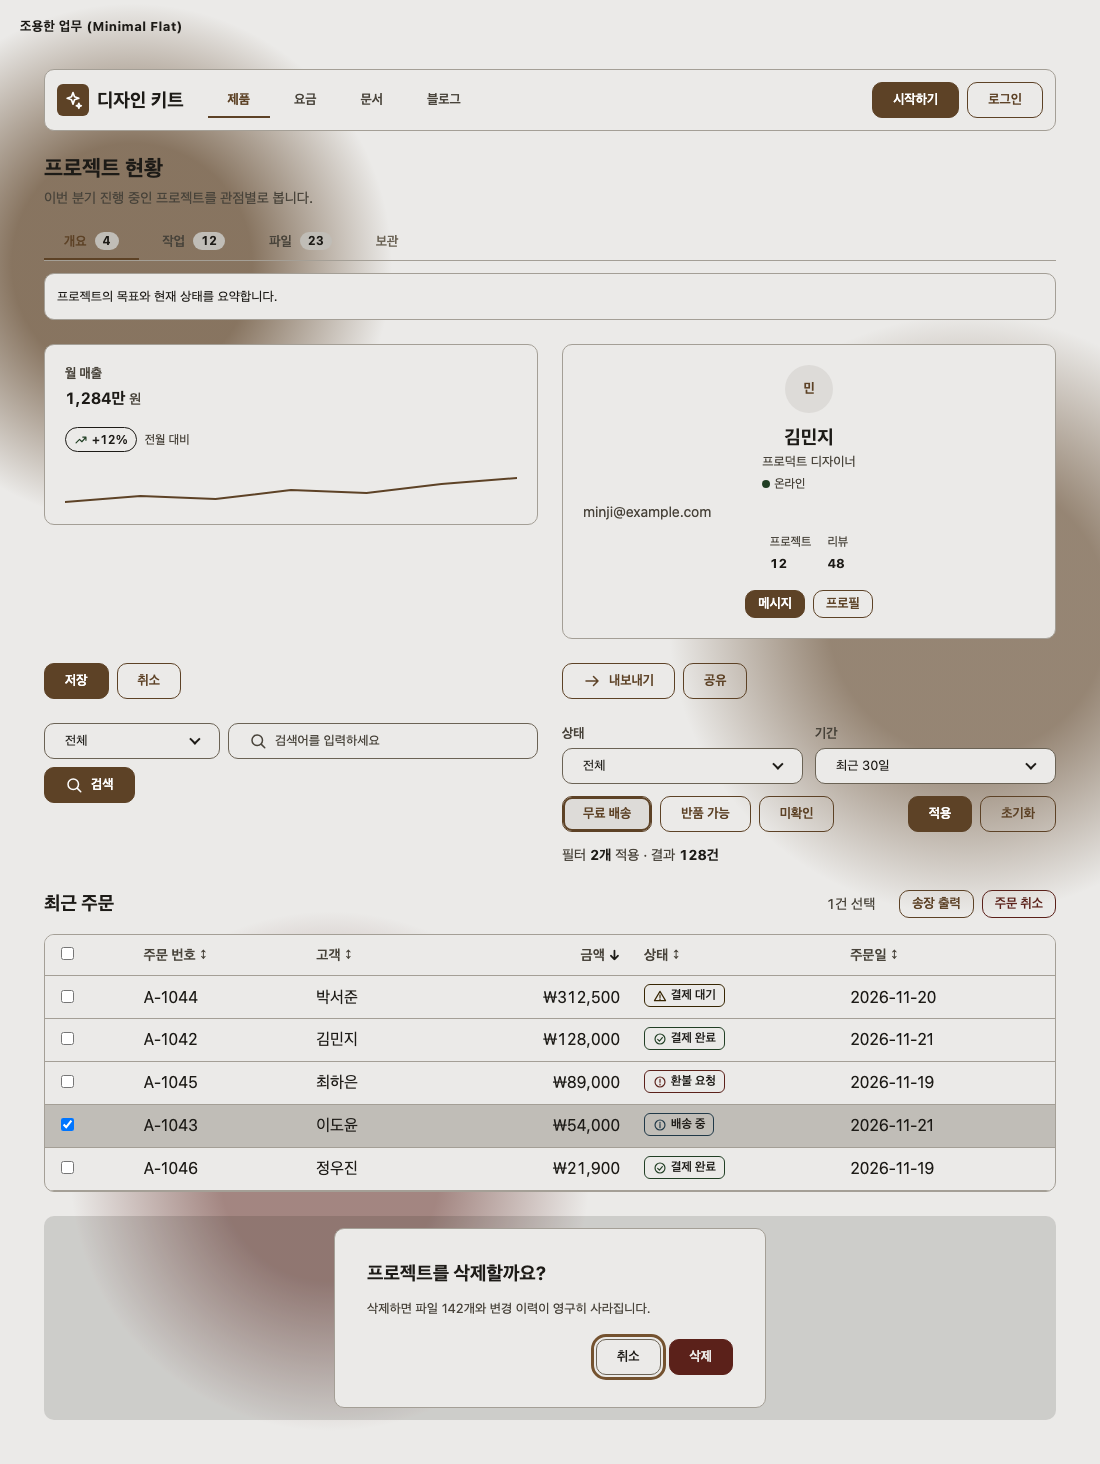 조용한 업무 (Minimal Flat)
디자인 키트 제품 요금 문서 블로그 시작하기 로그인
프로젝트 현황
이번 분기 진행 중인 프로젝트를 관점별로 봅니다.
개요 4 작업 12 파일 23 보관
프로젝트의 목표와 현재 상태를 요약합니다.
월 매출
1,284만 원
+12% 전월 대비
민
김민지
프로덕트 디자이너
온라인
minji@example.com
프로젝트 리뷰
12 48
메시지 프로필
저장 취소
내보내기 공유
전체 검색어를 입력하세요
검색
상태 기간
전체 최근 30일
무료 배송 반품 가능 미확인 적용 초기화
필터 2개 적용 · 결과 128건
최근 주문 1건 선택 송장 출력 주문 취소
주문 번호 ↕ 고객 ↕ 금액 ↓ 상태 ↕ 주문일 ↕
A-1044 박서준 ₩312,500 결제 대기 2026-11-20
A-1042 김민지 ₩128,000 결제 완료 2026-11-21
A-1045 최하은 ₩89,000 환불 요청 2026-11-19
A-1043 이도윤 ₩54,000 배송 중 2026-11-21
A-1046 정우진 ₩21,900 결제 완료 2026-11-19
프로젝트를 삭제할까요?
삭제하면 파일 142개와 변경 이력이 영구히 사라집니다.
취소 삭제